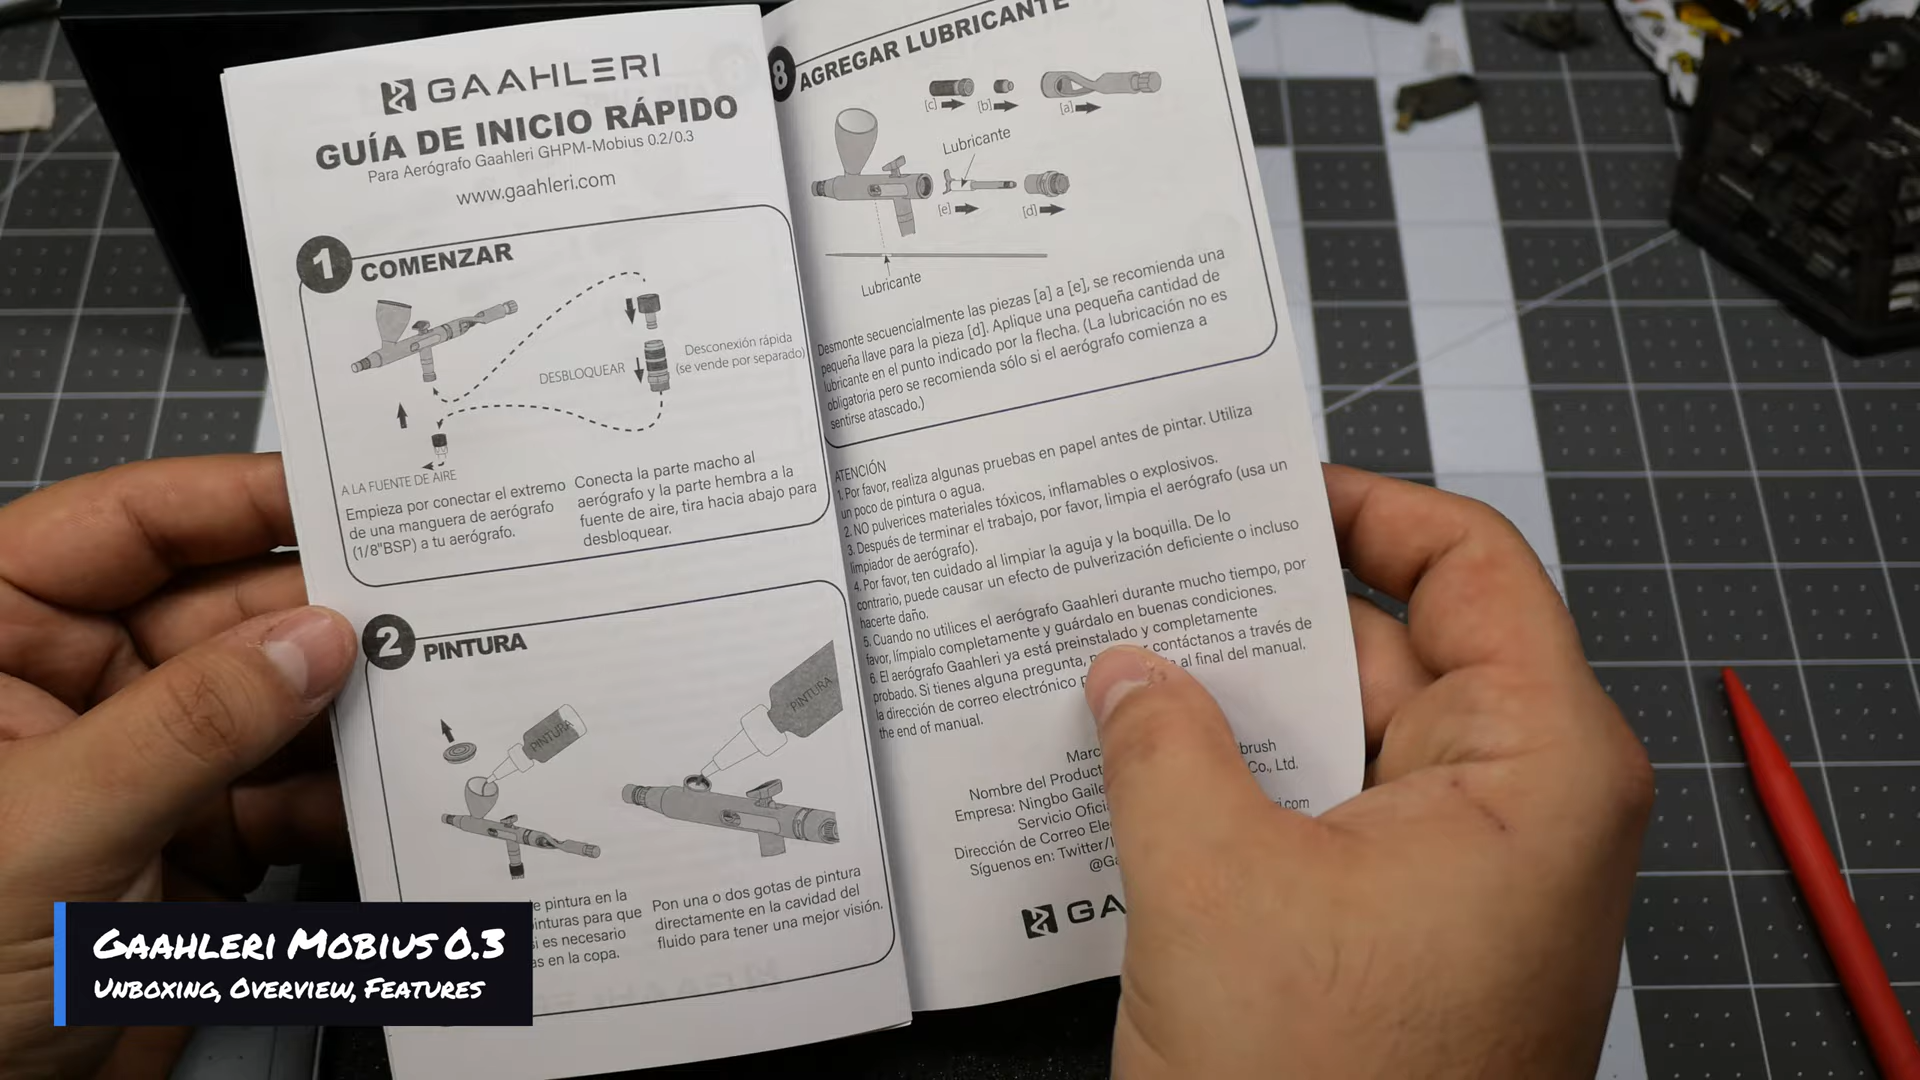 GAAHLERI
GUÍA DE INICIO RÁPIDO
Para Aerógrafo Gaahleri GHPM-Mobius 0.2/0.3
www.gaahleri.com
1 COMENZAR
DESBLOQUEAR
Desconexión rápida
(se vende por separado)
A LA FUENTE DE AIRE
Empieza por conectar el extremo
de una manguera de aerógrafo
(1/8"BSP) a tu aerógrafo.
Conecta la parte macho al
aerógrafo y la parte hembra a la
fuente de aire, tira hacia abajo para
desbloquear.
2 PINTURA
PINTURA
PINTURA
pintura en la
para que
es necesario
en la copa.
Pon una o dos gotas de pintura
directamente en la cavidad del
fluido para tener una mejor visión.
8 AGREGAR LUBRICANTE
[c] [b] [a]
Lubricante
[e] [d]
Lubricante
Desmonte secuencialmente las piezas [a] a [e], se recomienda una
pequeña llave para la pieza [d]. Aplique una pequeña cantidad de
lubricante en el punto indicado por la flecha. (La lubricación no es
obligatoria pero se recomienda sólo si el aerógrafo comienza a
sentirse atascado.)
ATENCIÓN
1. Por favor, realiza algunas pruebas en papel antes de pintar. Utiliza
un poco de pintura o agua.
2. NO pulverices materiales tóxicos, inflamables o explosivos.
3. Después de terminar el trabajo, por favor, limpia el aerógrafo (usa un
limpiador de aerógrafo).
4. Por favor, ten cuidado al limpiar la aguja y la boquilla. De lo
contrario, puede causar un efecto de pulverización deficiente o incluso
hacerte daño.
5. Cuando no utilices el aerógrafo Gaahleri durante mucho tiempo, por
favor, límpialo completamente y guárdalo en buenas condiciones.
6. El aerógrafo Gaahleri ya está preinstalado y completamente
probado. Si tienes alguna pregunta, contáctanos a través de
la dirección de correo electrónico al final del manual.
the end of manual.
Nombre del
Empresa: Ningbo Co., Ltd.
Servicio
Dirección de Correo
Síguenos en:
GAAHLERI MOBIUS 0.3
UNBOXING, OVERVIEW, FEATURES